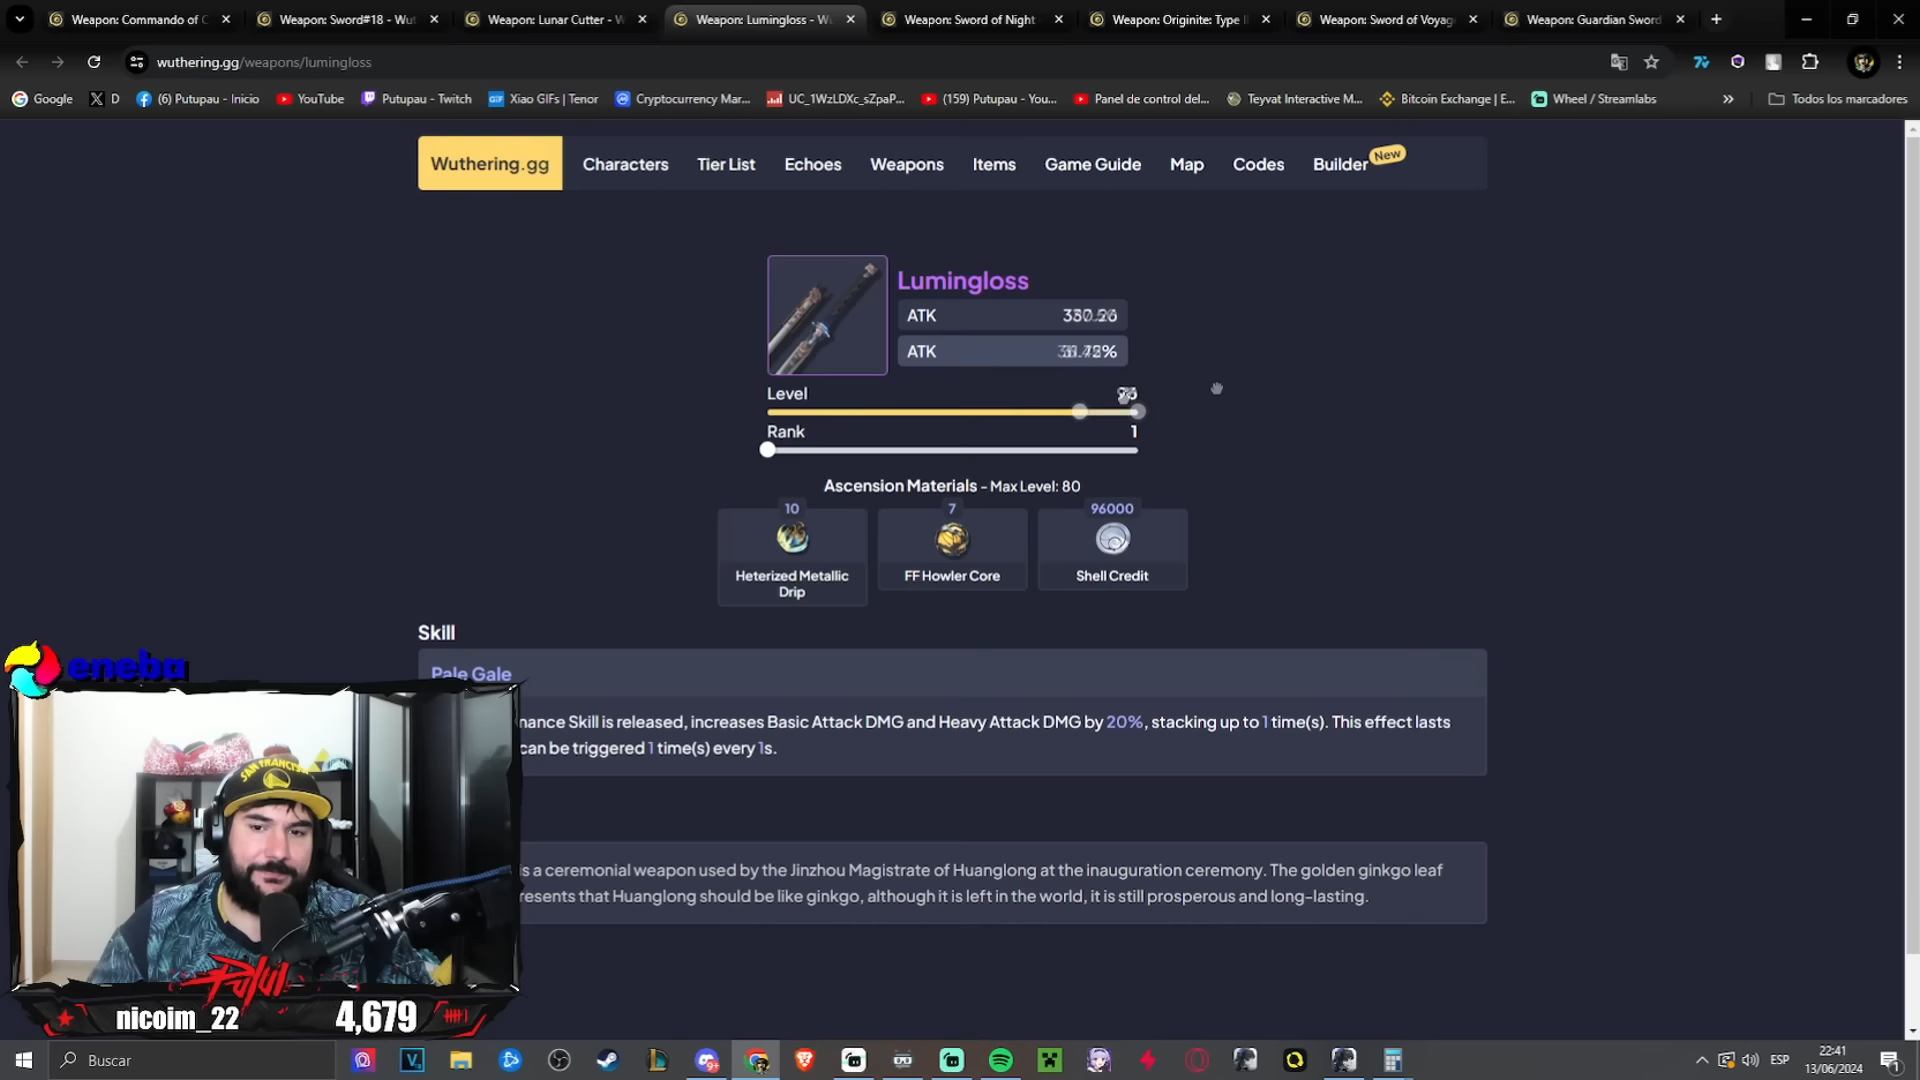 Weapon: Commando of C
Weapon: Sword#18 - Wut
Weapon: Lunar Cutter - W
Weapon: Lumingloss - Wu
Weapon: Sword of Night
Weapon: Originite: Type II
Weapon: Sword of Voyag
Weapon: Guardian Sword
wuthering.gg/weapons/lumingloss
Google
D
(6) Putupau - Inicio
YouTube
Putupau - Twitch
Xiao GIFs | Tenor
Cryptocurrency Mar...
UC_1WzLDXc_sZpaP...
(159) Putupau - You...
Panel de control del...
Teyvat Interactive M...
Bitcoin Exchange | E...
Wheel / Streamlabs
Todos los marcadores
Wuthering.gg
Characters
Tier List
Echoes
Weapons
Items
Game Guide
Map
Codes
Builder
New
Lumingloss
ATK
ATK
Level
Rank 1
Ascension Materials - Max Level: 80
10
7
96000
Heterized Metallic
Drip
FF Howler Core
Shell Credit
Skill
Pale Gale
nance Skill is released, increases Basic Attack DMG and Heavy Attack DMG by 20%, stacking up to 1 time(s). This effect lasts
can be triggered 1 time(s) every 1s.
is a ceremonial weapon used by the Jinzhou Magistrate of Huanglong at the inauguration ceremony. The golden ginkgo leaf
resents that Huanglong should be like ginkgo, although it is left in the world, it is still prosperous and long-lasting.
eneba
nicoim_22
4,679
Buscar
ESP
22:41
13/06/2024